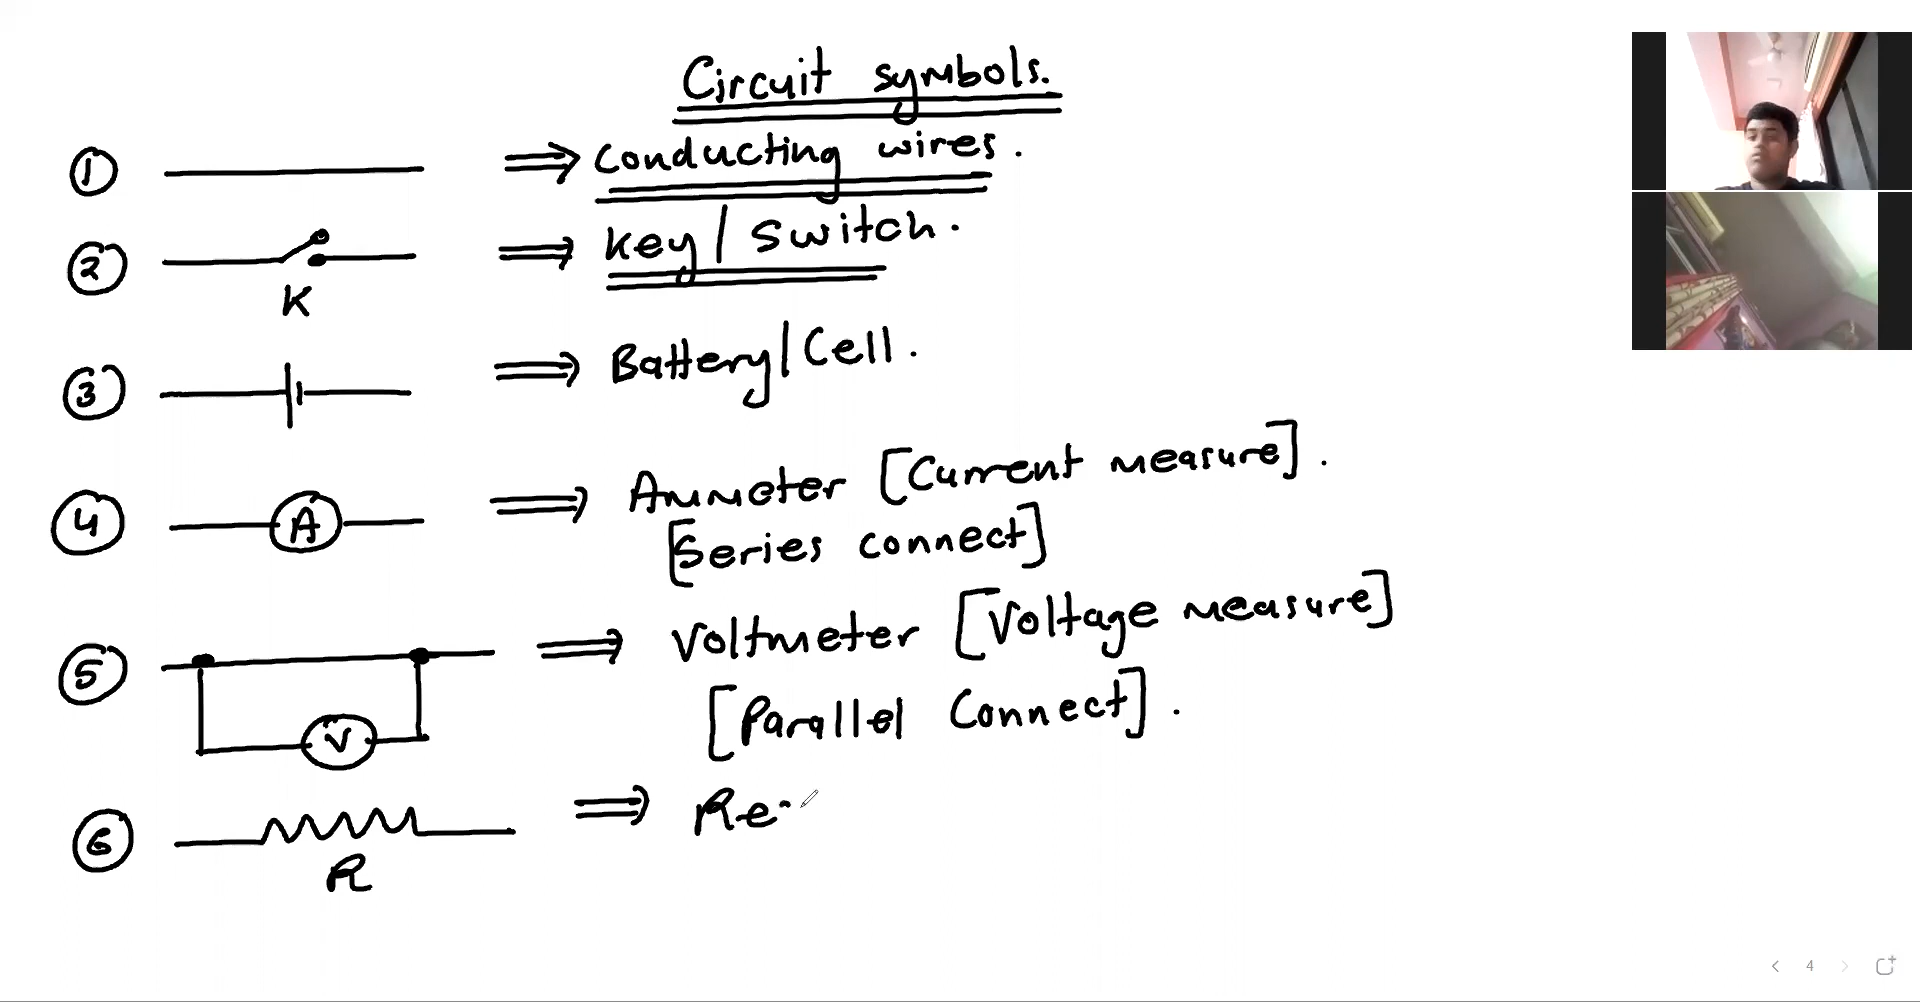 Circuit symbols.
① ⇒ Conducting wires.
② K ⇒ Key / Switch.
③ ⇒ Battery / Cell.
④ A ⇒ Ammeter [Current measure].
[Series connect]
⑤ V ⇒ Voltmeter [Voltage measure]
[Parallel Connect].
⑥ R ⇒ Re
4